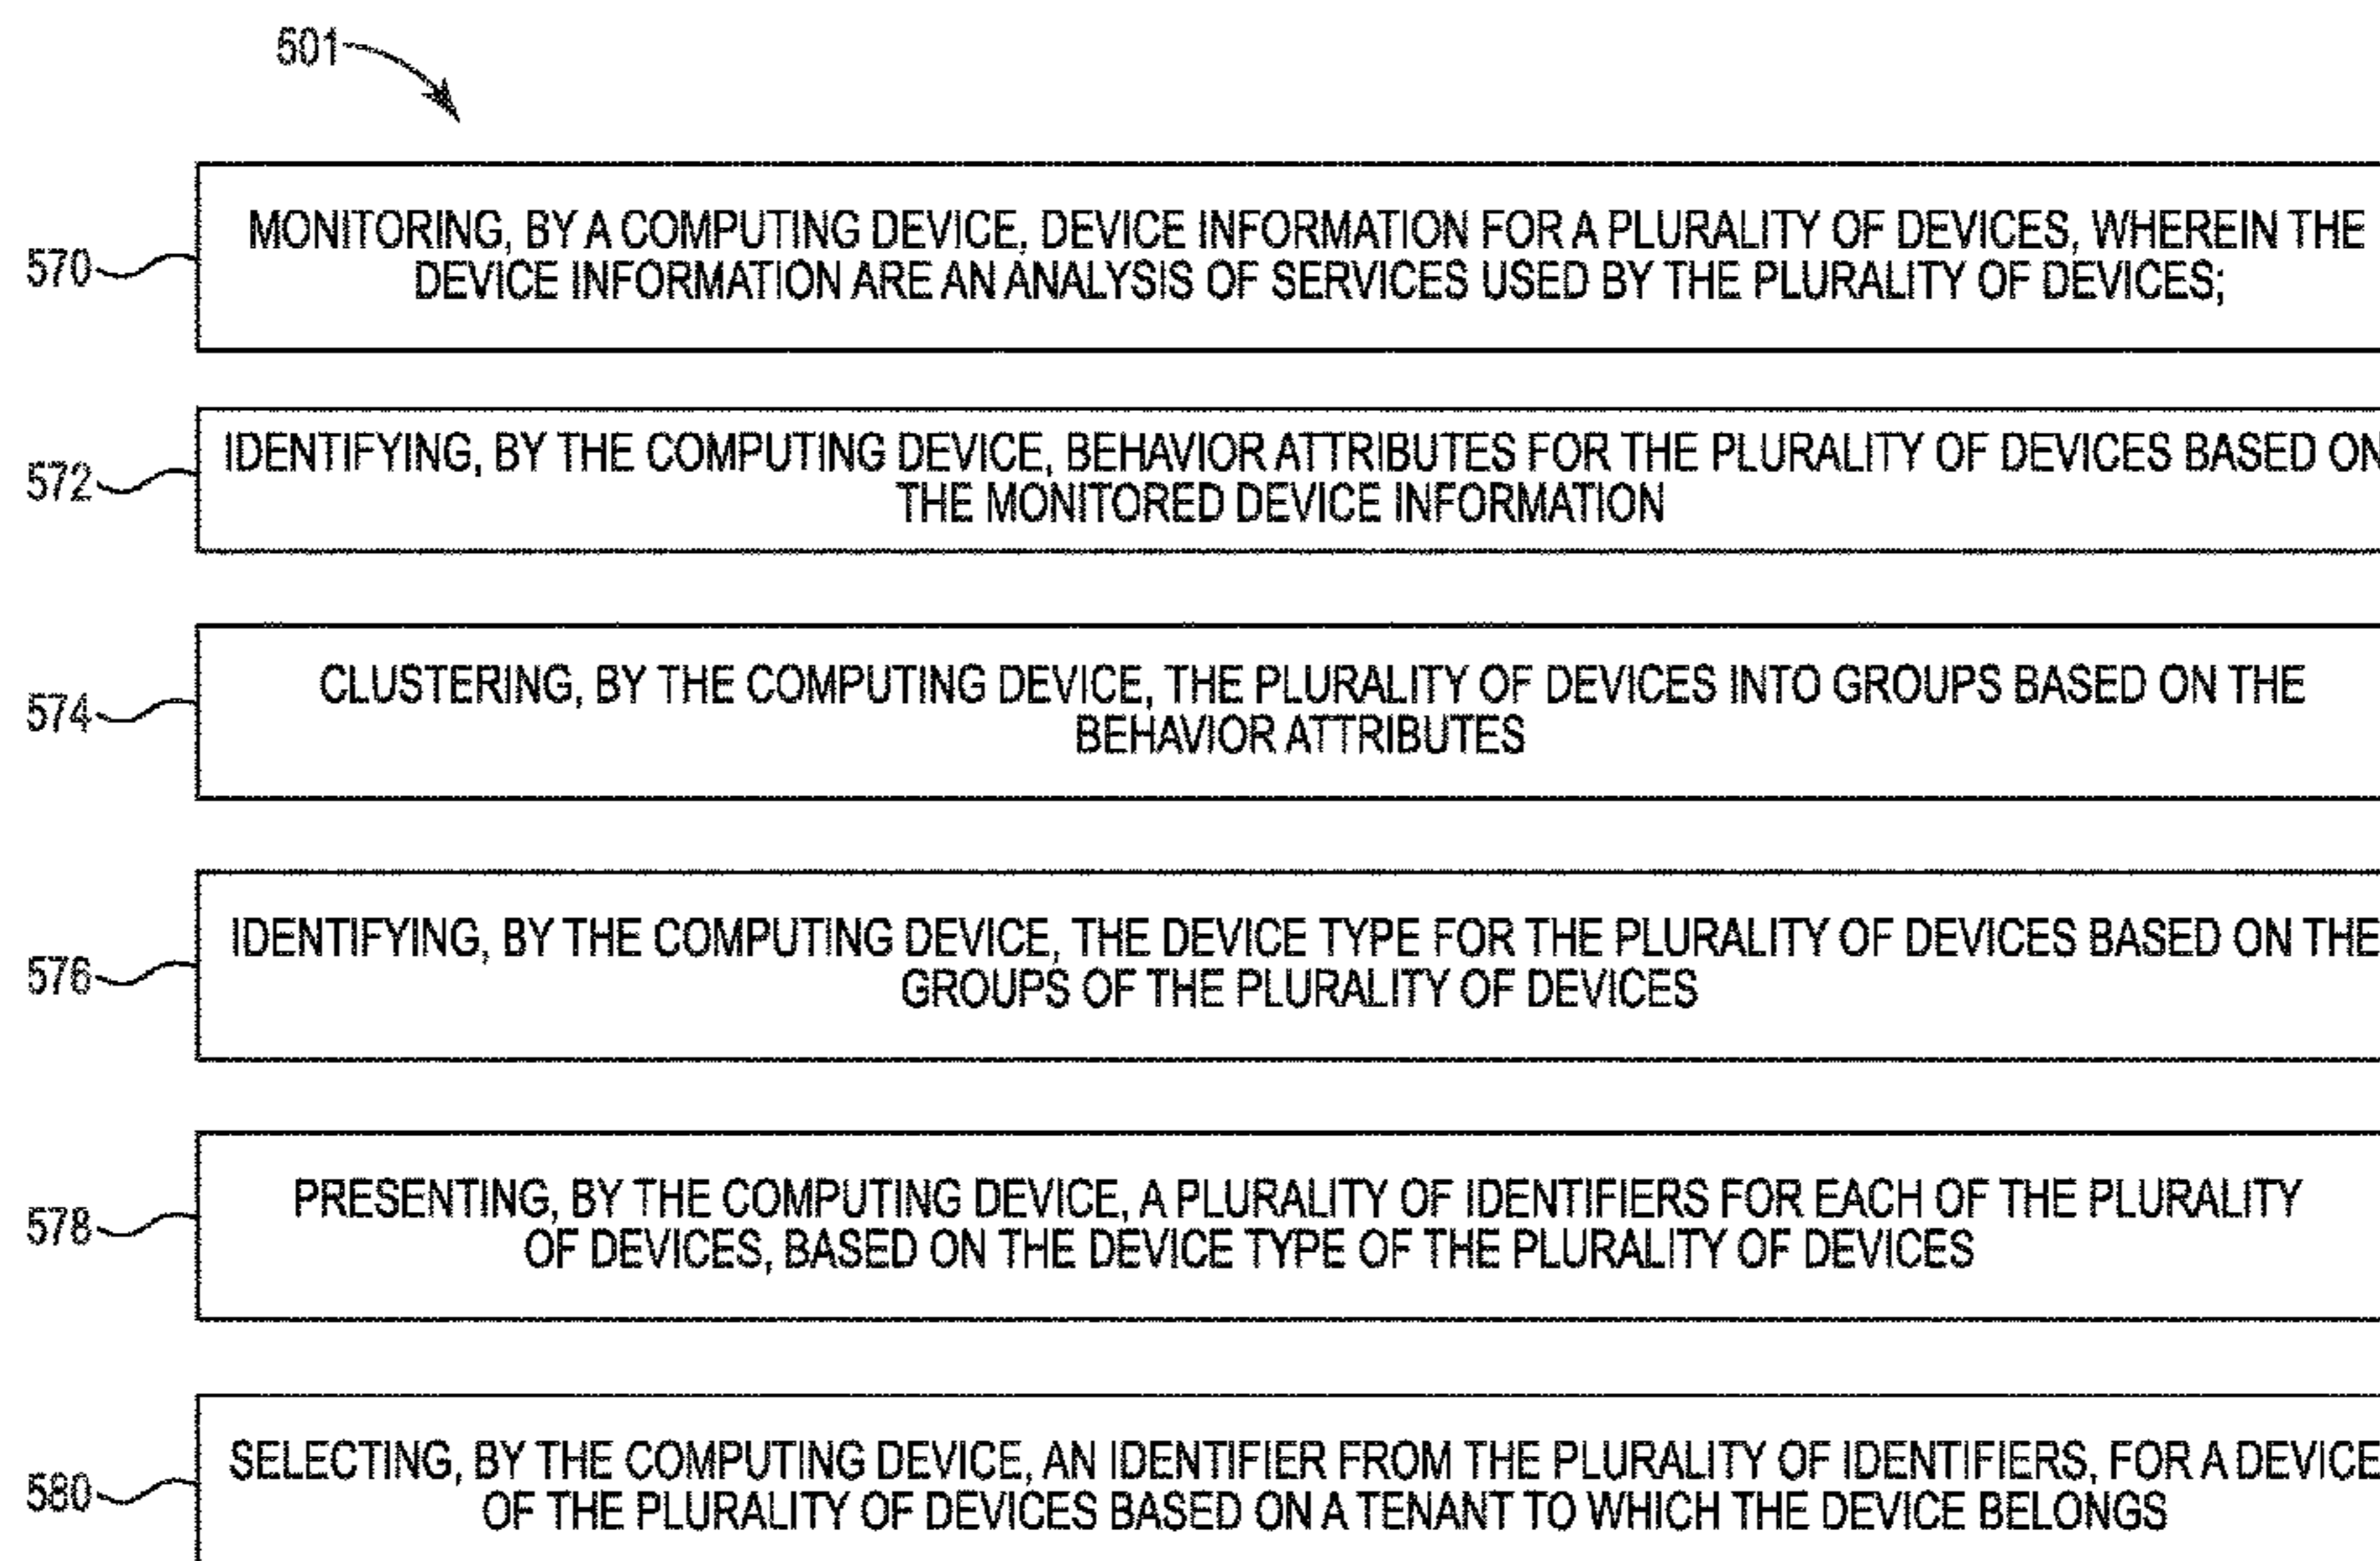 501
570
MONITORING, BY A COMPUTING DEVICE, DEVICE INFORMATION FOR A PLURALITY OF DEVICES, WHEREIN THE
DEVICE INFORMATION ARE AN ANALYSIS OF SERVICES USED BY THE PLURALITY OF DEVICES;
572
IDENTIFYING, BY THE COMPUTING DEVICE, BEHAVIOR ATTRIBUTES FOR THE PLURALITY OF DEVICES BASED ON
THE MONITORED DEVICE INFORMATION
574
CLUSTERING, BY THE COMPUTING DEVICE, THE PLURALITY OF DEVICES INTO GROUPS BASED ON THE
BEHAVIOR ATTRIBUTES
576
IDENTIFYING, BY THE COMPUTING DEVICE, THE DEVICE TYPE FOR THE PLURALITY OF DEVICES BASED ON THE
GROUPS OF THE PLURALITY OF DEVICES
578
PRESENTING, BY THE COMPUTING DEVICE, A PLURALITY OF IDENTIFIERS FOR EACH OF THE PLURALITY
OF DEVICES, BASED ON THE DEVICE TYPE OF THE PLURALITY OF DEVICES
580
SELECTING, BY THE COMPUTING DEVICE, AN IDENTIFIER FROM THE PLURALITY OF IDENTIFIERS, FOR A DEVICE
OF THE PLURALITY OF DEVICES BASED ON A TENANT TO WHICH THE DEVICE BELONGS